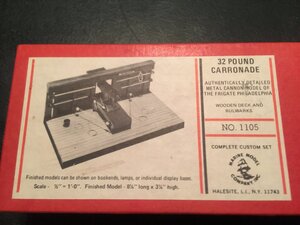 32 POUND
CARRONADE
AUTHENTICALLY DETAILED
METAL CANNON MODEL OF
THE FRIGATE PHILADELPHIA
WOODEN DECK AND
BULWARKS
NO. 1105
COMPLETE CUSTOM SET
MARINE MODEL
COMPANY
HALESITE, L.I., N.Y. 11743
Finished models can be shown on bookends, lamps, or individual display bases.
Scale - ½" = 1'-0". Finished Model - 8¼" long x 3¾" high.